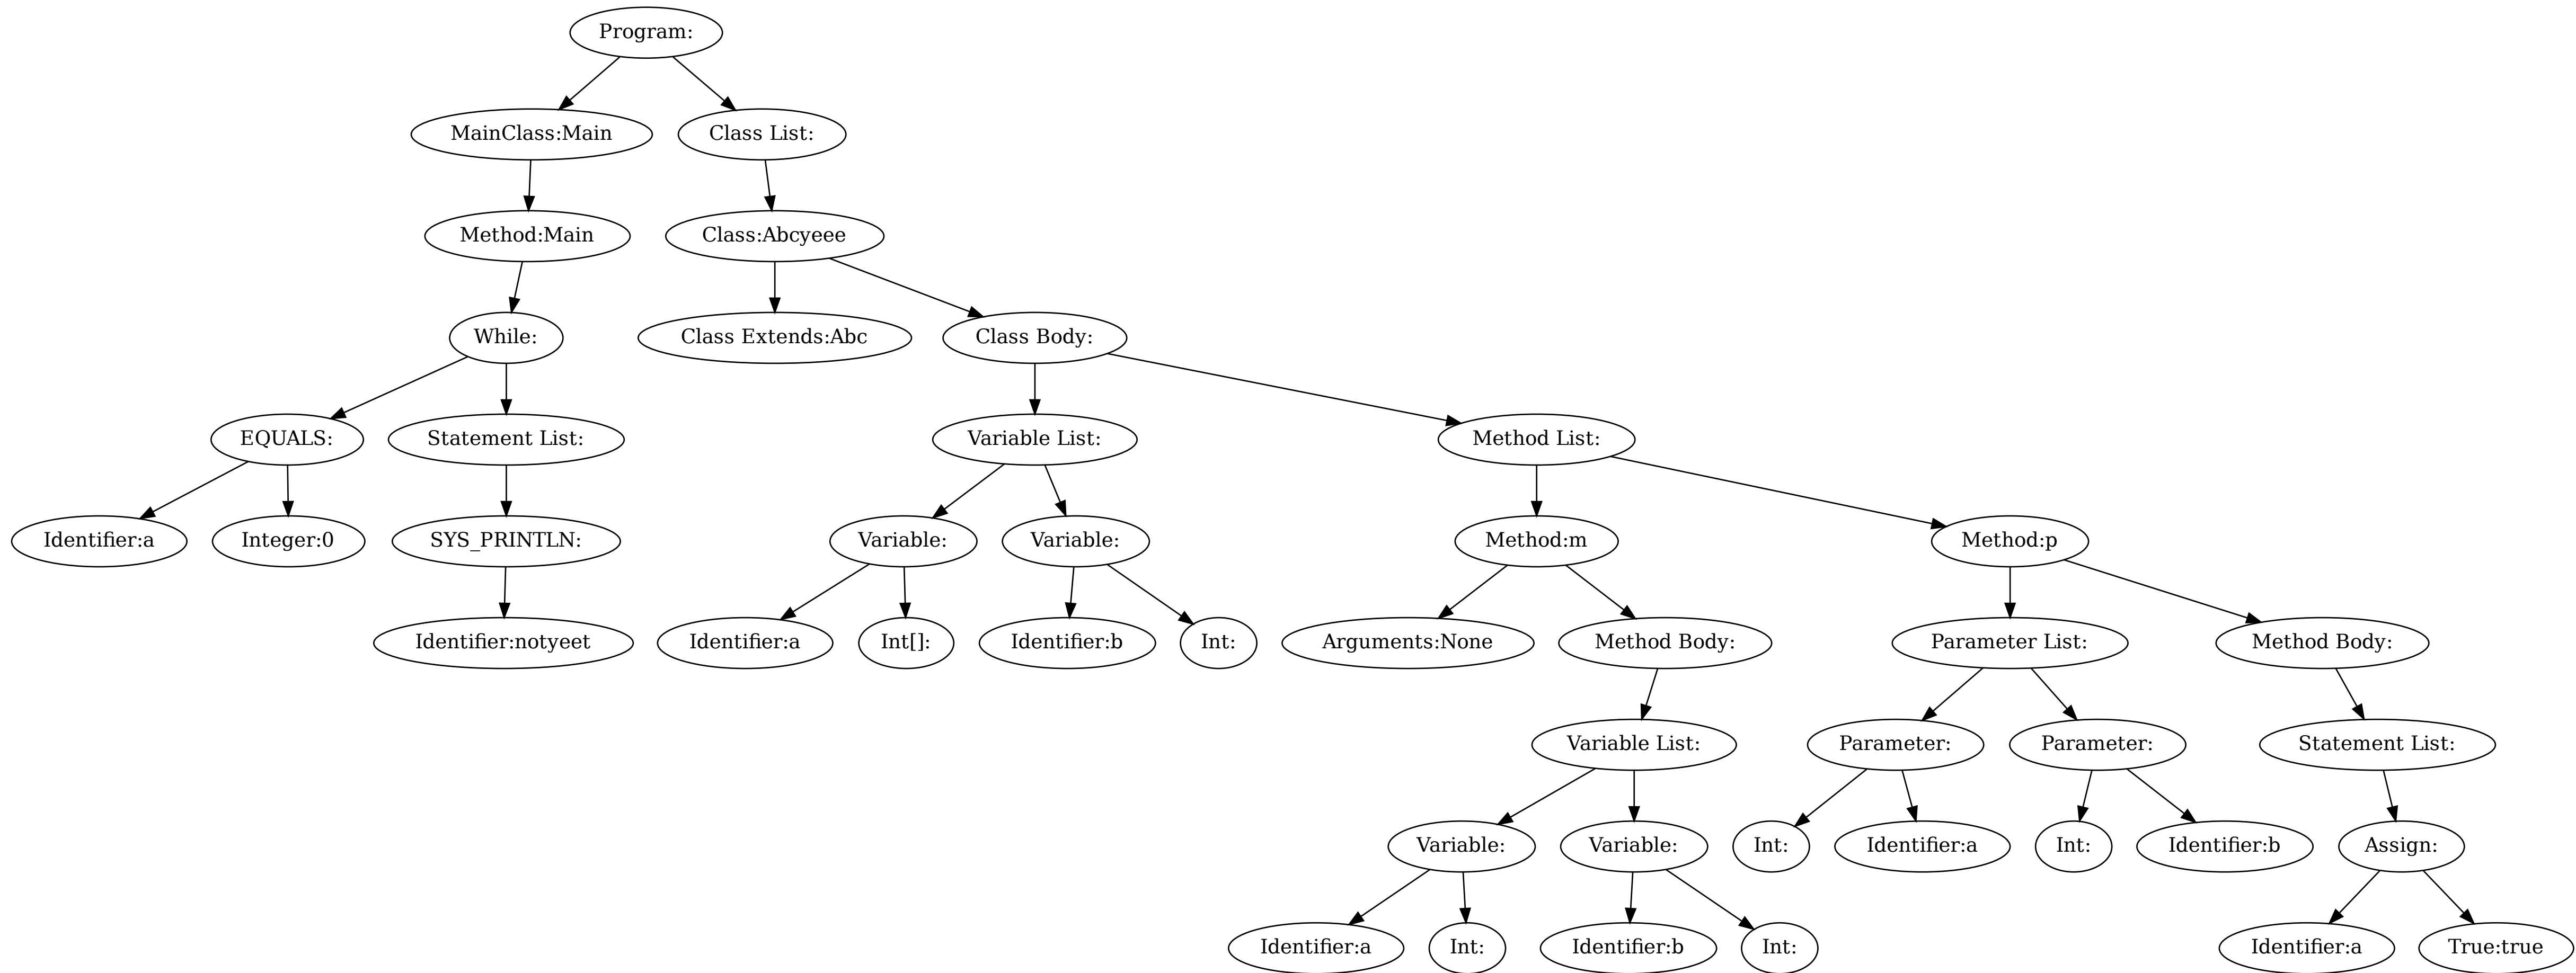 Program:
MainClass:Main
Class List:
Method:Main
Class:Abcyeee
While:
Class Extends:Abc
Class Body:
EQUALS:
Statement List:
Variable List:
Method List:
Identifier:a
Integer:0
SYS_PRINTLN:
Variable:
Variable:
Method:m
Method:p
Identifier:notyeet
Identifier:a
Int[]:
Identifier:b
Int:
Arguments:None
Method Body:
Parameter List:
Method Body:
Variable List:
Parameter:
Parameter:
Statement List:
Variable:
Variable:
Int:
Identifier:a
Int:
Identifier:b
Assign:
Identifier:a
Int:
Identifier:b
Int:
Identifier:a
True:true